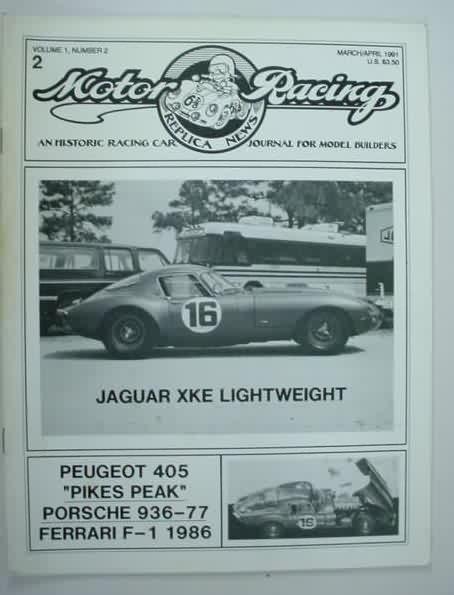 VOLUME 1, NUMBER 2
2
MARCH/APRIL 1991
U.S. $3.50
Motor Racing
REPLICA NEWS
AN HISTORIC RACING CAR JOURNAL FOR MODEL BUILDERS
16
JAGUAR XKE LIGHTWEIGHT
PEUGEOT 405
"PIKES PEAK"
PORSCHE 936-77
FERRARI F-1 1986
16